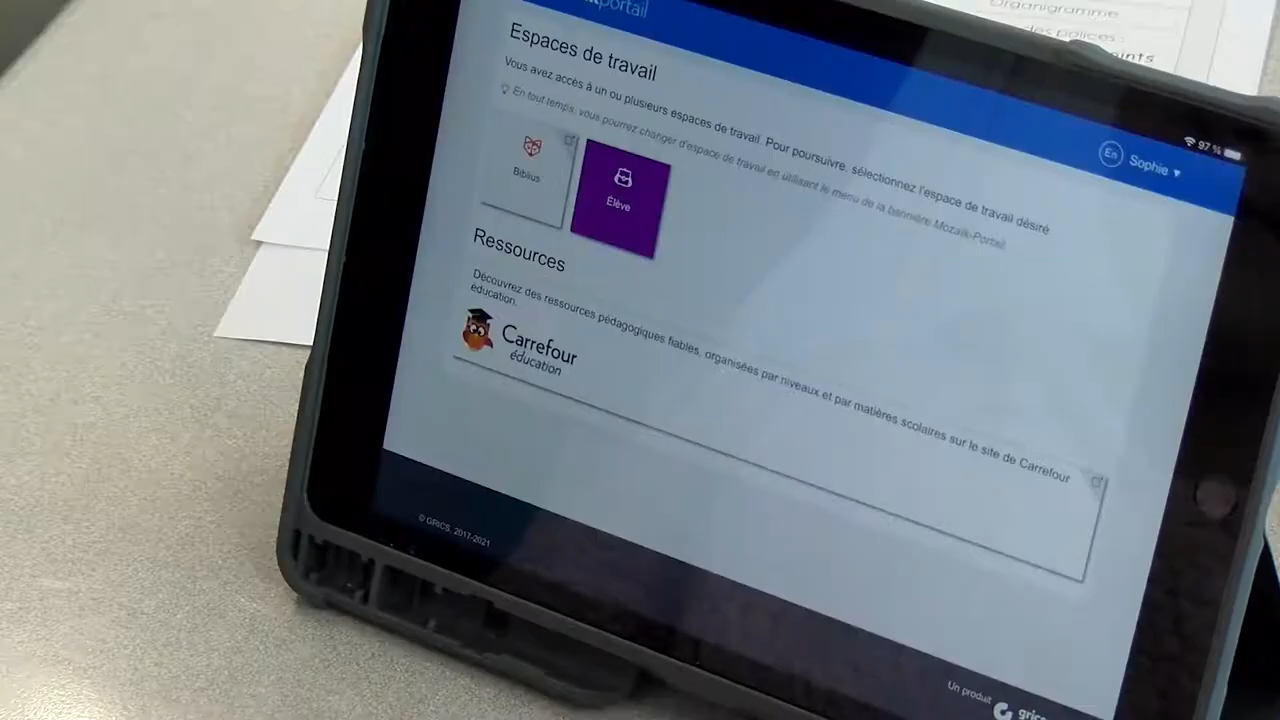 portail
Organigramme
des polices :
97 %
En Sophie
Espaces de travail
Vous avez accès à un ou plusieurs espaces de travail. Pour poursuivre, sélectionnez l'espace de travail désiré
En tout temps, vous pourrez changer d'espace de travail en utilisant le menu de la bannière Mozaïk-Portail.
Biblius
Élève
Ressources
Découvrez des ressources pédagogiques fiables, organisées par niveaux et par matières scolaires sur le site de Carrefour
éducation.
Carrefour
éducation
© GRICS, 2017-2021
Un produit grics